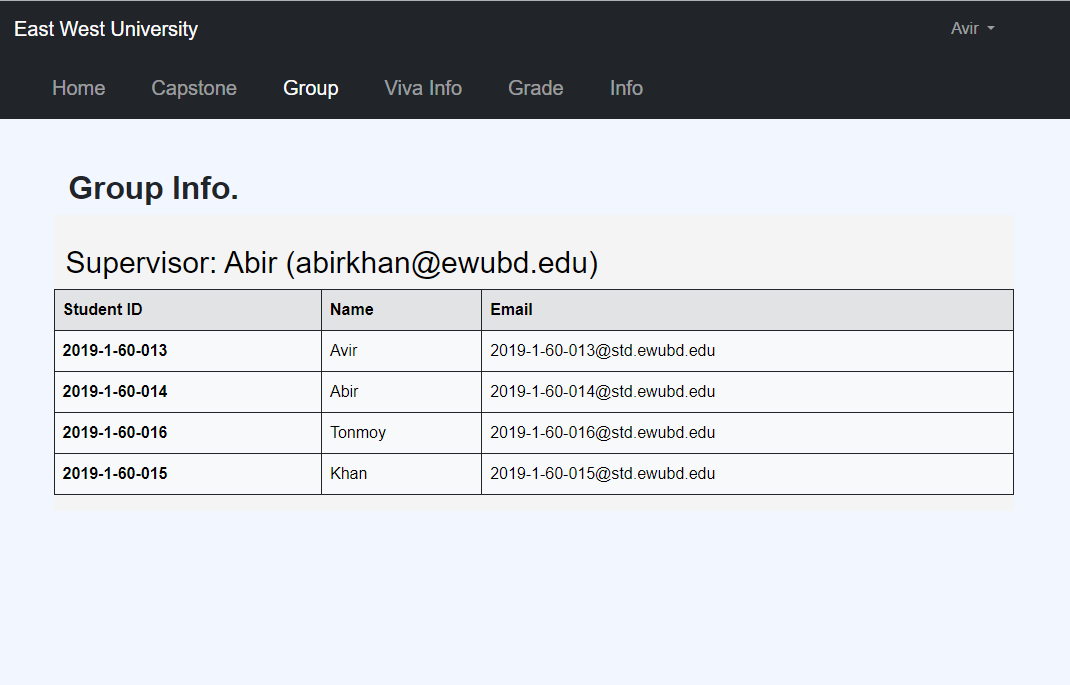 East West University
Avir
Home Capstone Group Viva Info Grade Info
Group Info.
Supervisor: Abir (abirkhan@ewubd.edu)
Student ID Name Email
2019-1-60-013 Avir 2019-1-60-013@std.ewubd.edu
2019-1-60-014 Abir 2019-1-60-014@std.ewubd.edu
2019-1-60-016 Tonmoy 2019-1-60-016@std.ewubd.edu
2019-1-60-015 Khan 2019-1-60-015@std.ewubd.edu